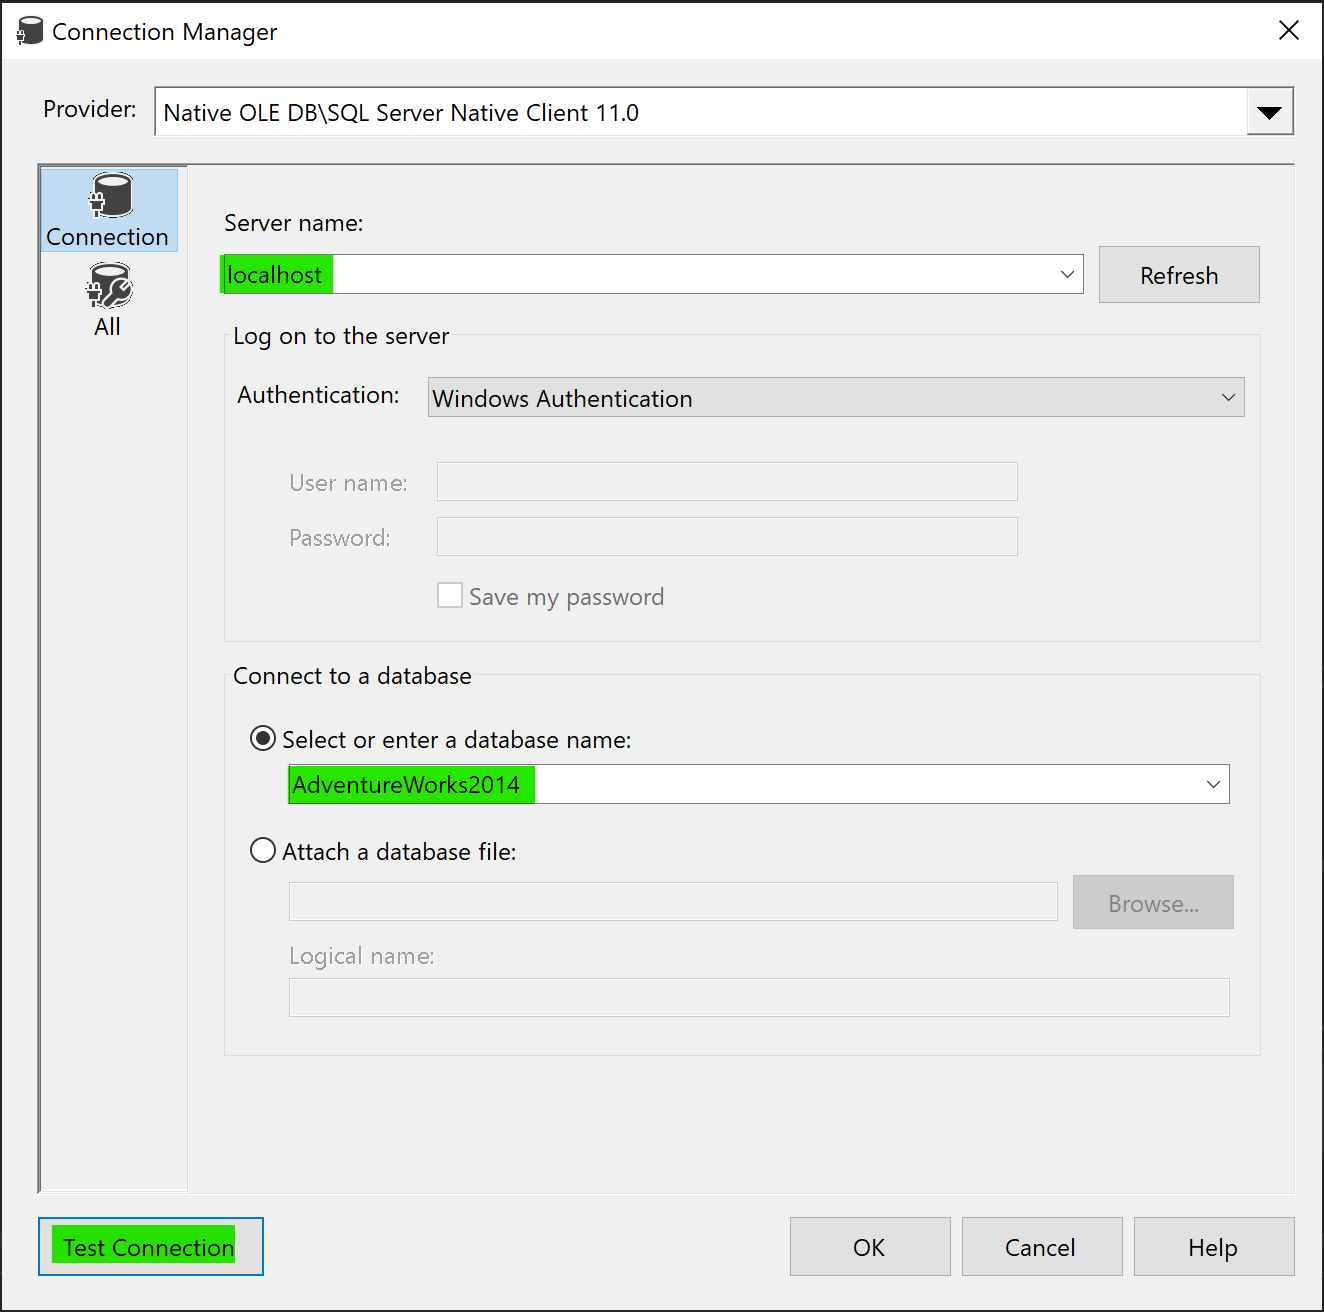 Connection Manager
Provider:
Native OLE DB\SQL Server Native Client 11.0
Connection
All
Server name:
localhost
Refresh
Log on to the server
Authentication:
Windows Authentication
User name:
Password:
Save my password
Connect to a database
Select or enter a database name:
AdventureWorks2014
Attach a database file:
Browse...
Logical name:
Test Connection
OK
Cancel
Help